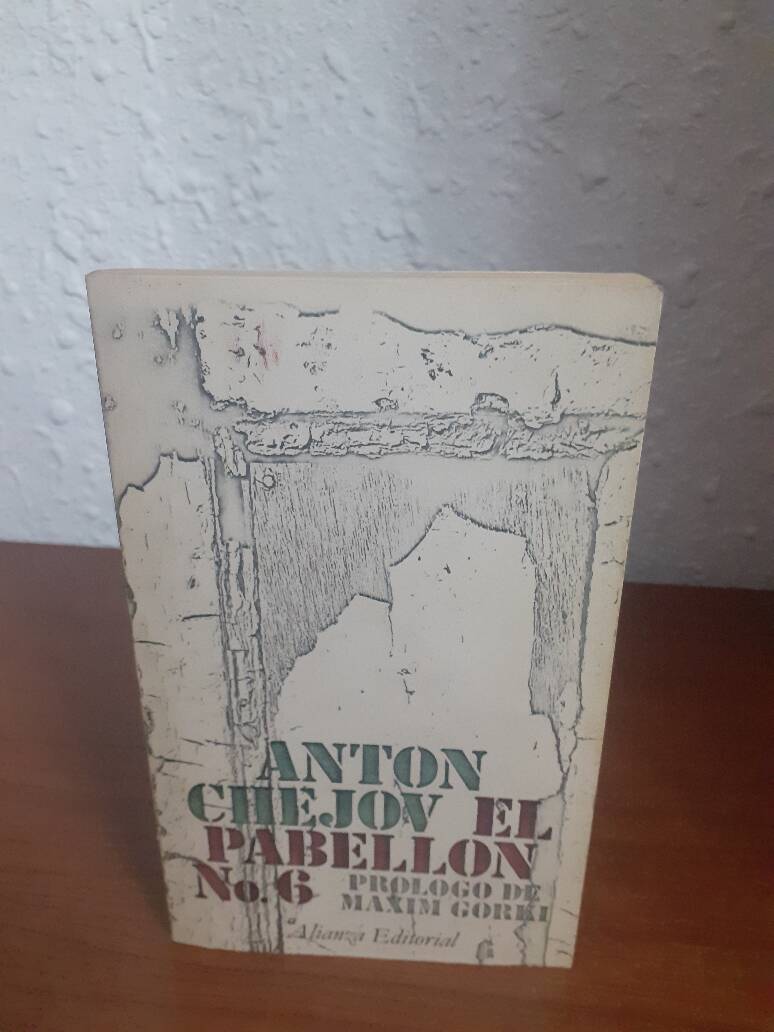 ANTON
CHEJOV EL
PABELLON
No. 6 PROLOGO DE
MAXIM GORKI
Alianza Editorial